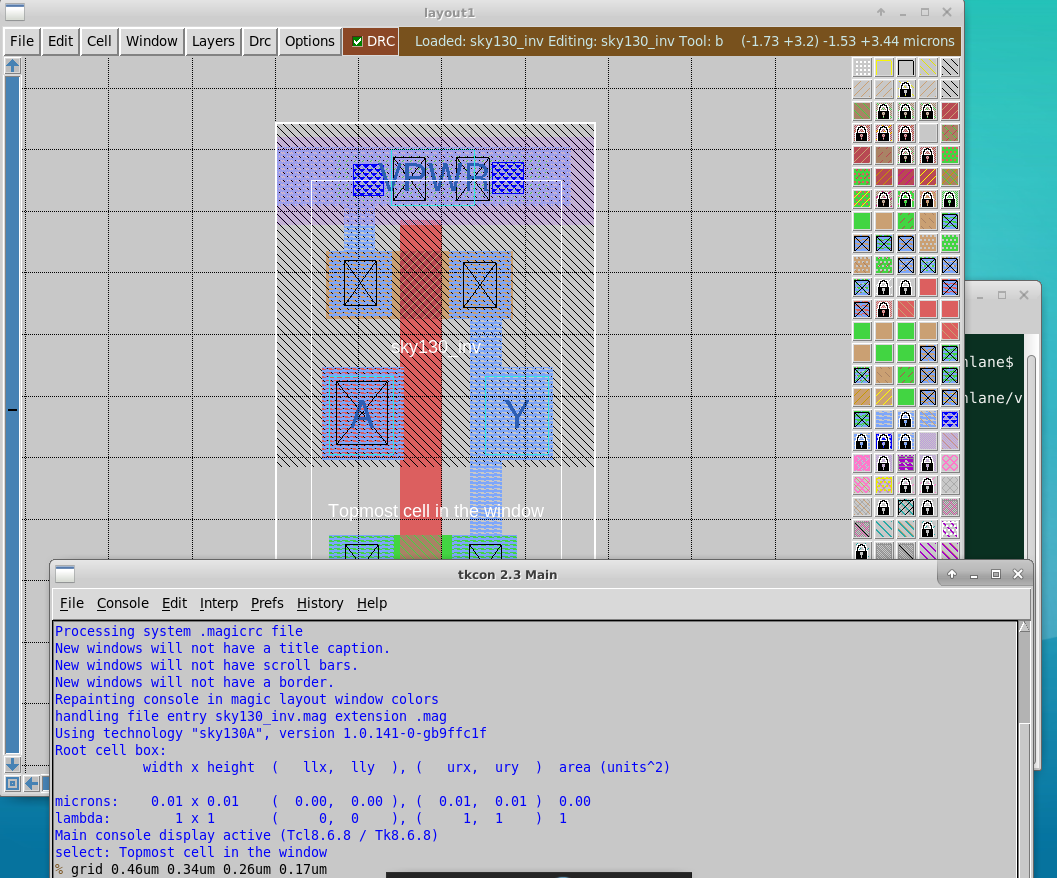 layout1
File Edit Cell Window Layers Drc Options DRC Loaded: sky130_inv Editing: sky130_inv Tool: b (-1.73 +3.2) -1.53 +3.44 microns
VPWR
sky130_inv
A Y
Topmost cell in the window
nlane$
nlane/v
tkcon 2.3 Main
File Console Edit Interp Prefs History Help
Processing system .magicrc file
New windows will not have a title caption.
New windows will not have scroll bars.
New windows will not have a border.
Repainting console in magic layout window colors
handling file entry sky130_inv.mag extension .mag
Using technology "sky130A", version 1.0.141-0-gb9ffc1f
Root cell box:
width x height ( llx, lly ), ( urx, ury ) area (units^2)
microns: 0.01 x 0.01 ( 0.00, 0.00 ), ( 0.01, 0.01 ) 0.00
lambda: 1 x 1 ( 0, 0 ), ( 1, 1 ) 1
Main console display active (Tcl8.6.8 / Tk8.6.8)
select: Topmost cell in the window
% grid 0.46um 0.34um 0.26um 0.17um